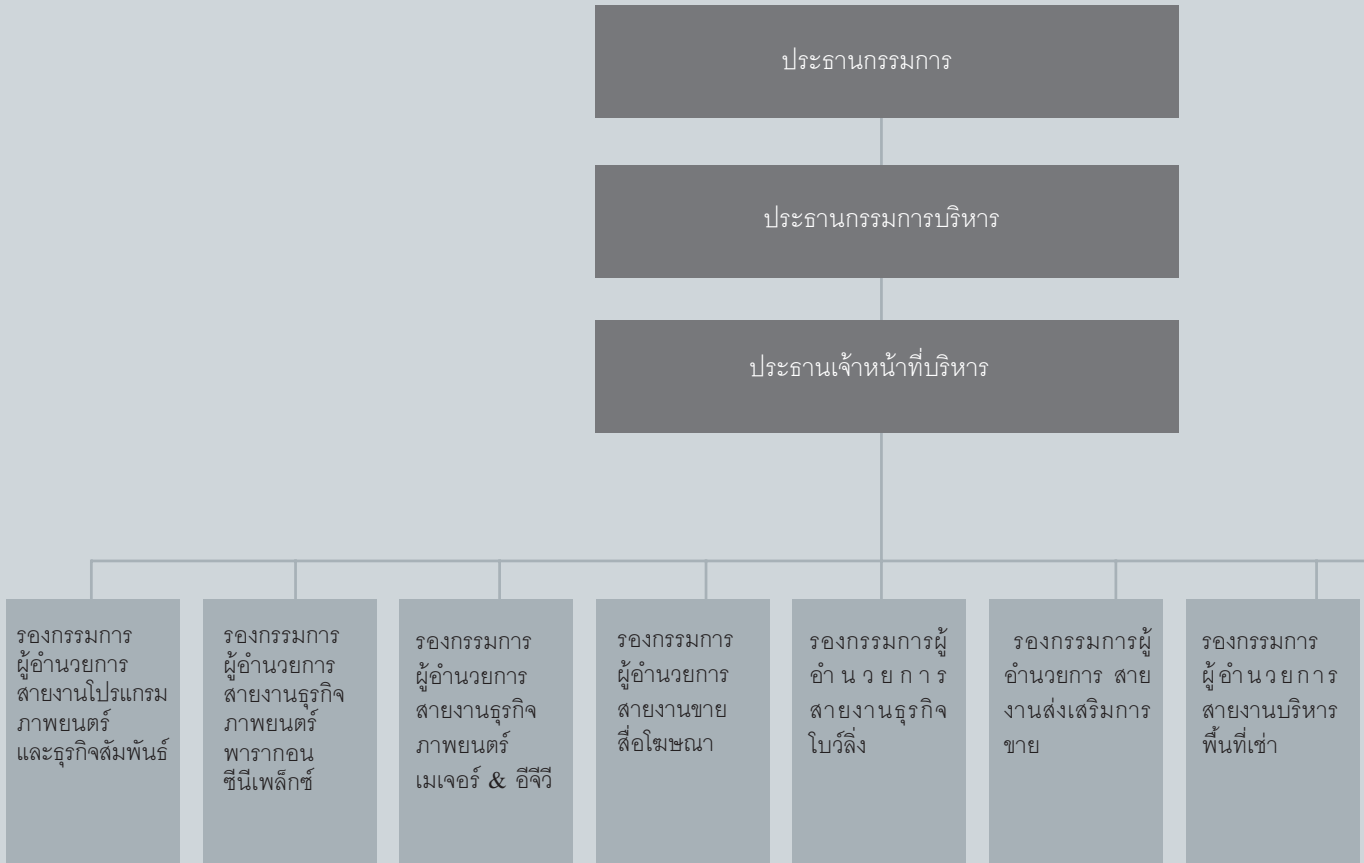 ประธานกรรมการ
ประธานกรรมการบริหาร
ประธานเจ้าหน้าที่บริหาร
รองกรรมการ
ผู้อำนวยการ
สายงานโปรแกรม
ภาพยนตร์
และธุรกิจสัมพันธ์
รองกรรมการ
ผู้อำนวยการ
สายงานธุรกิจ
ภาพยนตร์
พารากอน
ซีนีเพล็กซ์
รองกรรมการ
ผู้อำนวยการ
สายงานธุรกิจ
ภาพยนตร์
เมเจอร์ & อีจีวี
รองกรรมการ
ผู้อำนวยการ
สายงานขาย
สื่อโฆษณา
รองกรรมการผู้
อำนวยการ
สายงานธุรกิจ
โบว์ลิ่ง
รองกรรมการผู้
อำนวยการ สาย
งานส่งเสริมการ
ขาย
รองกรรมการ
ผู้อำนวยการ
สายงานบริหาร
พื้นที่เช่า